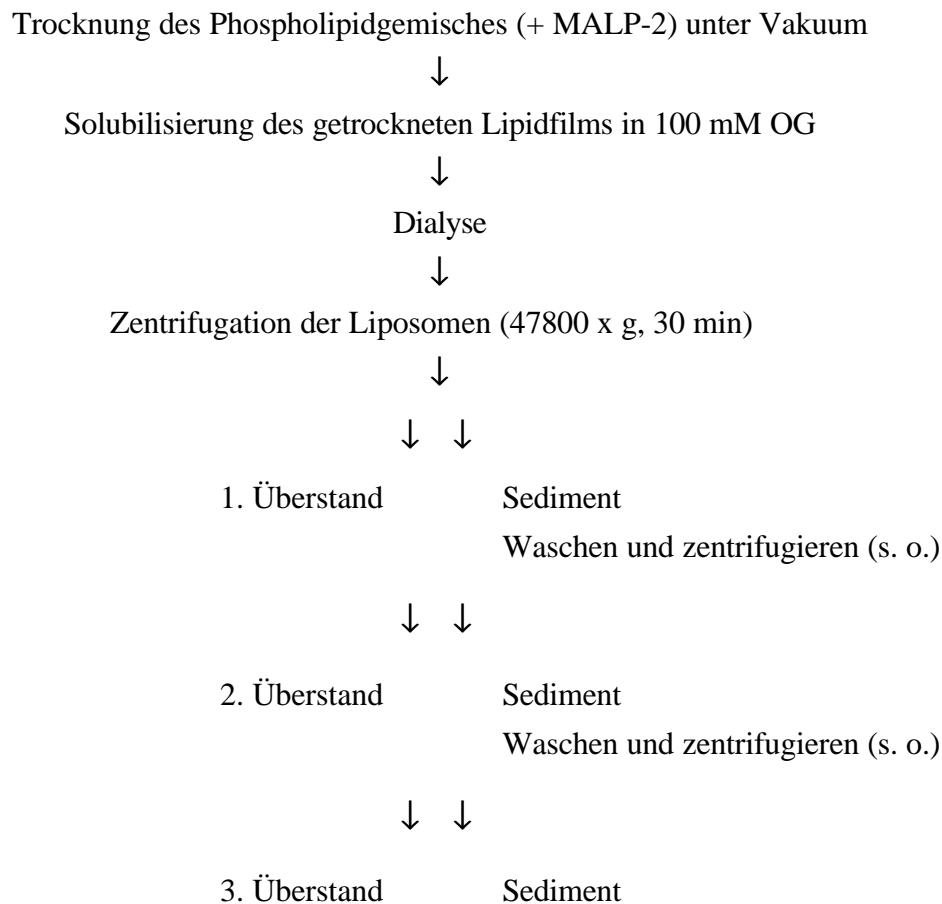 Trocknung des Phospholipidgemisches (+ MALP-2) unter Vakuum
↓
Solubilisierung des getrockneten Lipidfilms in 100 mM OG
↓
Dialyse
↓
Zentrifugation der Liposomen (47800 x g, 30 min)
↓
↓ ↓
1. Überstand Sediment
Waschen und zentrifugieren (s. o.)
↓ ↓
2. Überstand Sediment
Waschen und zentrifugieren (s. o.)
↓ ↓
3. Überstand Sediment